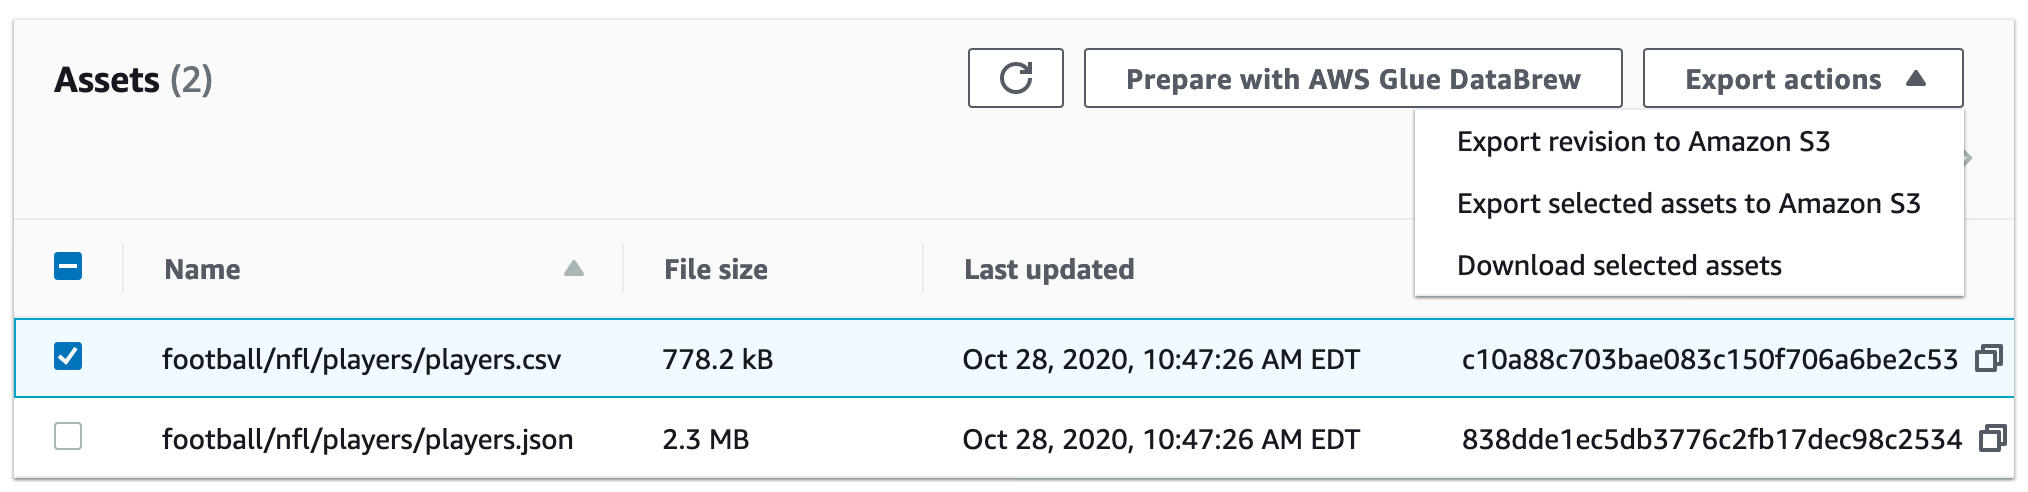 Assets (2)
Prepare with AWS Glue DataBrew
Export actions
Export revision to Amazon S3
Export selected assets to Amazon S3
Download selected assets
Name File size Last updated
football/nfl/players/players.csv 778.2 kB Oct 28, 2020, 10:47:26 AM EDT c10a88c703bae083c150f706a6be2c53
football/nfl/players/players.json 2.3 MB Oct 28, 2020, 10:47:26 AM EDT 838dde1ec5db3776c2fb17dec98c2534